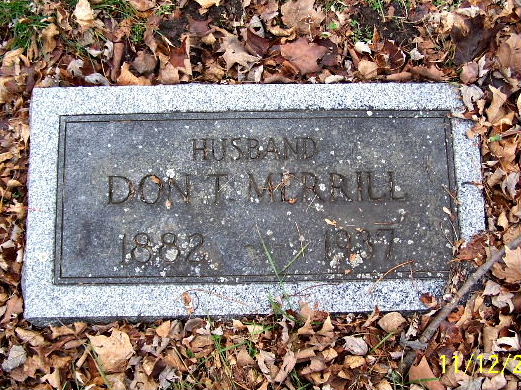 HUSBAND
DON T. MERRILL
1882 - 1937
11/12/2